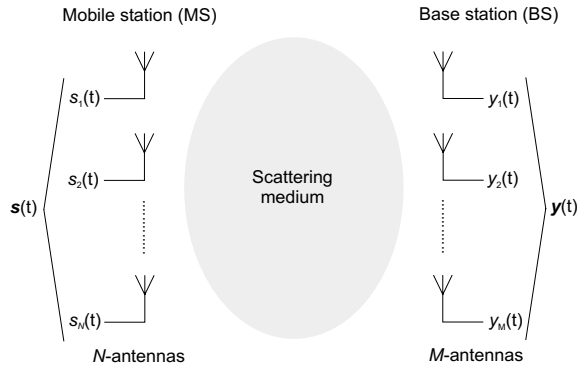 Mobile station (MS)
Base station (BS)
s₁(t)
y₁(t)
s₂(t)
y₂(t)
Scattering
medium
s(t)
y(t)
s_N(t)
y_M(t)
N-antennas
M-antennas